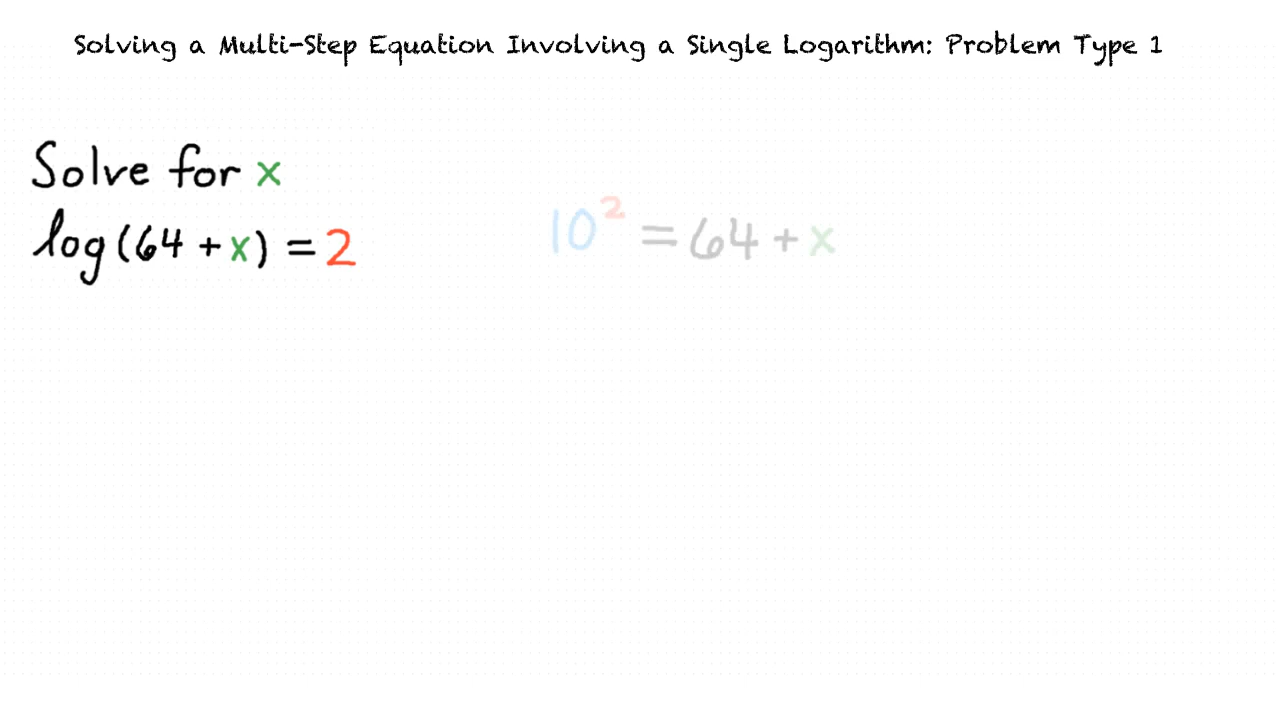 Solving a Multi-Step Equation Involving a Single Logarithm: Problem Type 1
Solve for x
log(64 + x) = 2
10² = 64 + x